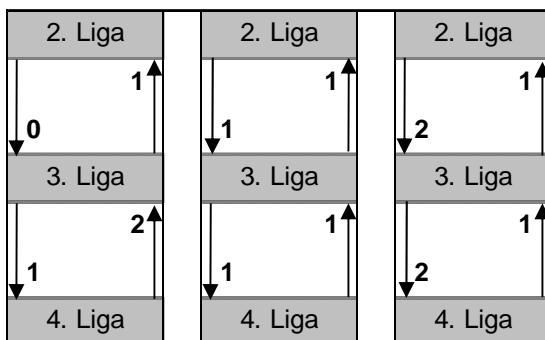 2. Liga 2. Liga 2. Liga
1 1 1
0 1 2
3. Liga 3. Liga 3. Liga
2 1 1
1 1 2
4. Liga 4. Liga 4. Liga